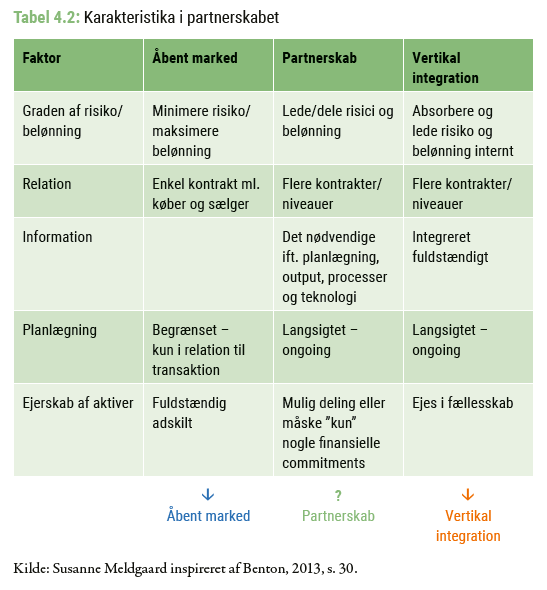 Tabel 4.2: Karakteristika i partnerskabet
Faktor
Åbent marked
Partnerskab
Vertikal
integration
Graden af risiko/
belønning
Minimere risiko/
maksimere
belønning
Lede/dele risici og
belønning
Absorbere og
lede risiko og
belønning internt
Relation
Enkel kontrakt ml.
køber og sælger
Flere kontrakter/
niveauer
Flere kontrakter/
niveauer
Information
Det nødvendige
ift. planlægning,
output, processer
og teknologi
Integreret
fuldstændigt
Planlægning
Begrænset –
kun i relation til
transaktion
Langsigtet –
ongoing
Langsigtet –
ongoing
Ejerskab af aktiver
Fuldstændig
adskilt
Mulig deling eller
måske ”kun”
nogle finansielle
commitments
Ejes i fællesskab
↓
Åbent marked
?
Partnerskab
↓
Vertikal
integration
Kilde: Susanne Meldgaard inspireret af Benton, 2013, s. 30.